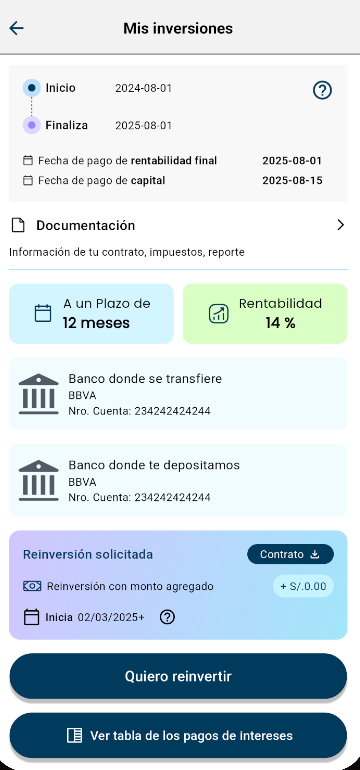 Mis inversiones
Inicio 2024-08-01
Finaliza 2025-08-01
Fecha de pago de rentabilidad final 2025-08-01
Fecha de pago de capital 2025-08-15
Documentación
Información de tu contrato, impuestos, reporte
A un Plazo de
12 meses
Rentabilidad
14 %
Banco donde se transfiere
BBVA
Nro. Cuenta: 234242424244
Banco donde te depositamos
BBVA
Nro. Cuenta: 234242424244
Reinversión solicitada Contrato
Reinversión con monto agregado + S/.0.00
Inicia 02/03/2025+
Quiero reinvertir
Ver tabla de los pagos de intereses